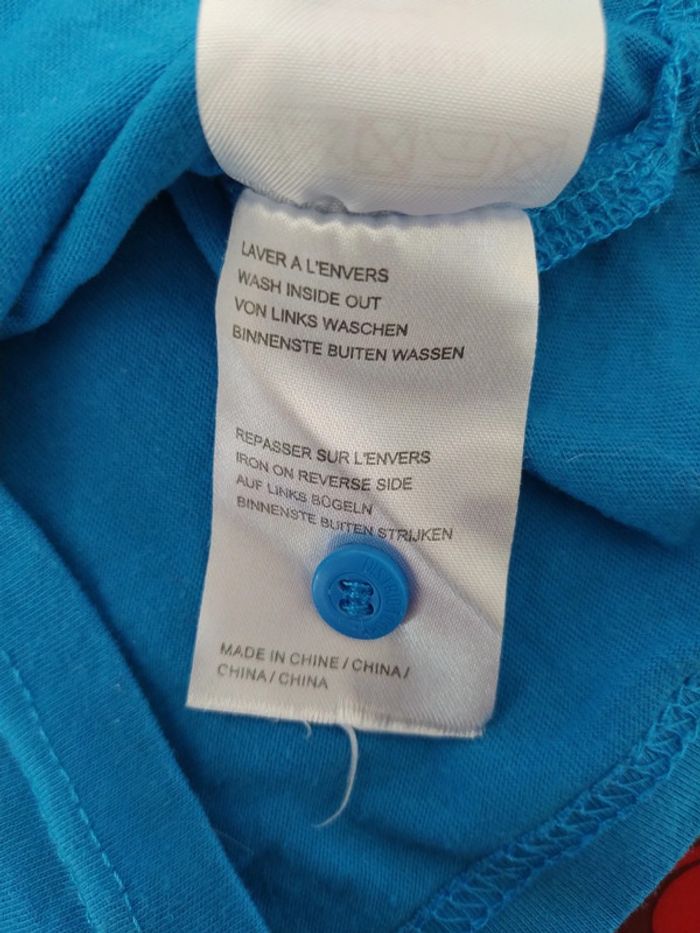 LAVER A L'ENVERS
WASH INSIDE OUT
VON LINKS WASCHEN
BINNENSTE BUITEN WASSEN
REPASSER SUR L'ENVERS
IRON ON REVERSE SIDE
AUF LINKS BÜGELN
BINNENSTE BUITEN STRIJKEN
MADE IN CHINE / CHINA /
CHINA / CHINA